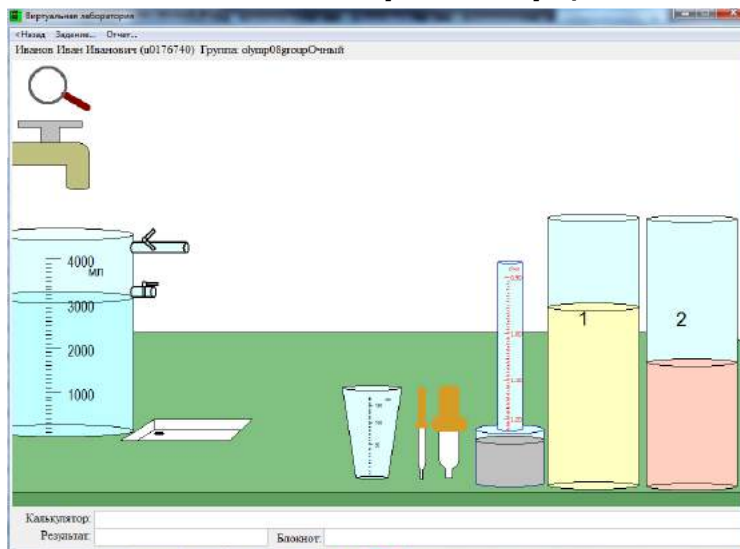 Виртуальная лаборатория
<Назад Задание... Отчет...
Иванов Иван Иванович (u0176740) Группа: olymp08groupОчный
4000
мл
3000
2000
1000
1
2
Калькулятор:
Результат:
Блокнот: